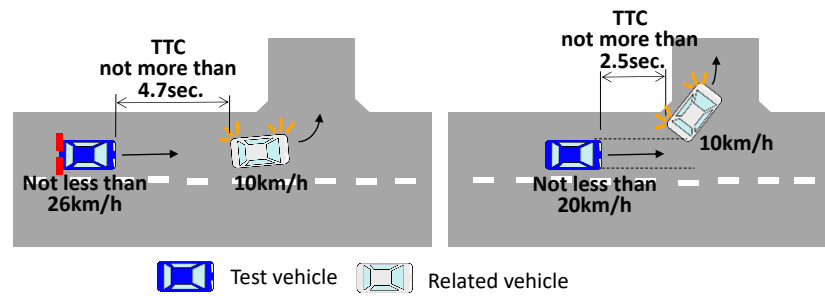 TTC
not more than
4.7sec.
Not less than
26km/h
10km/h
TTC
not more than
2.5sec.
10km/h
Not less than
20km/h
Test vehicle
Related vehicle